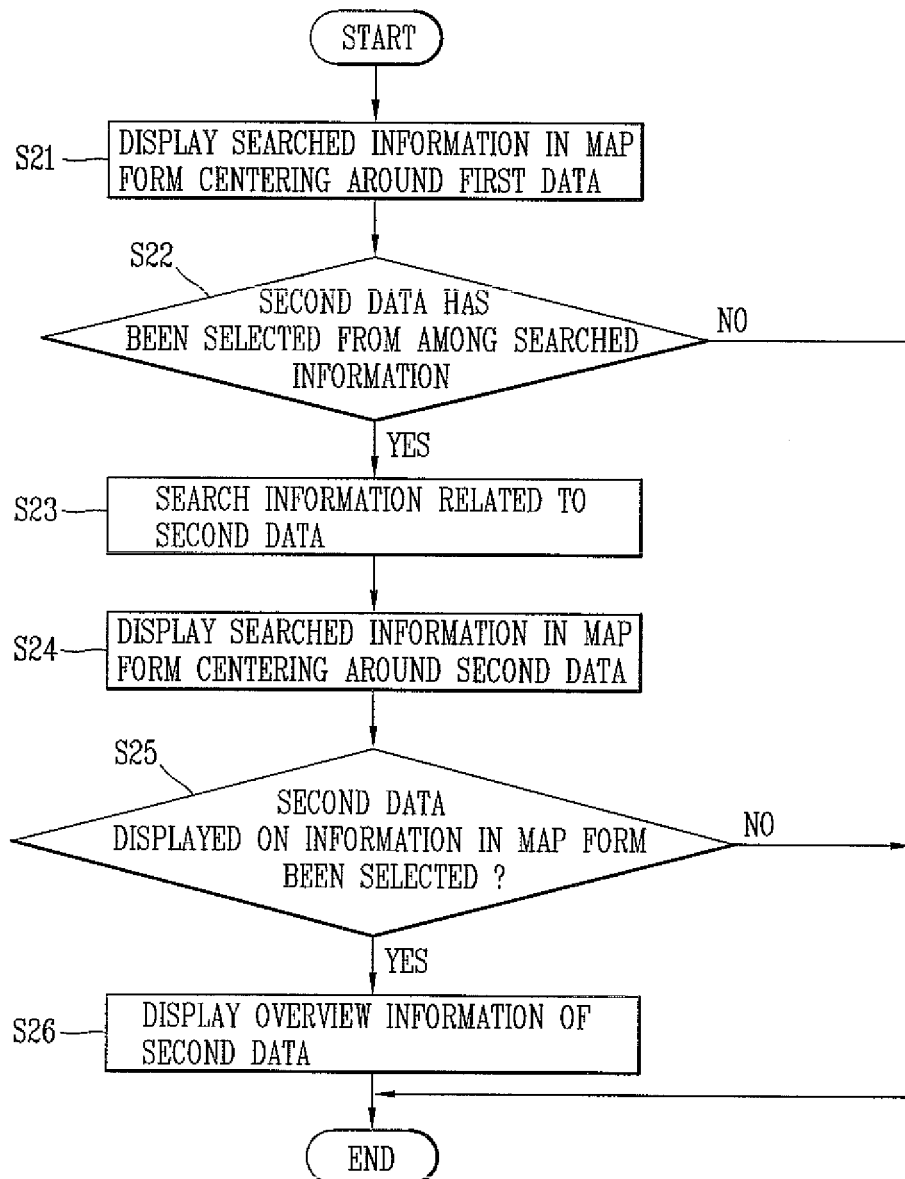 START
S21
DISPLAY SEARCHED INFORMATION IN MAP
FORM CENTERING AROUND FIRST DATA
S22
SECOND DATA HAS
BEEN SELECTED FROM AMONG SEARCHED
INFORMATION
NO
YES
S23
SEARCH INFORMATION RELATED TO
SECOND DATA
S24
DISPLAY SEARCHED INFORMATION IN MAP
FORM CENTERING AROUND SECOND DATA
S25
SECOND DATA
DISPLAYED ON INFORMATION IN MAP FORM
BEEN SELECTED ?
NO
YES
S26
DISPLAY OVERVIEW INFORMATION OF
SECOND DATA
END